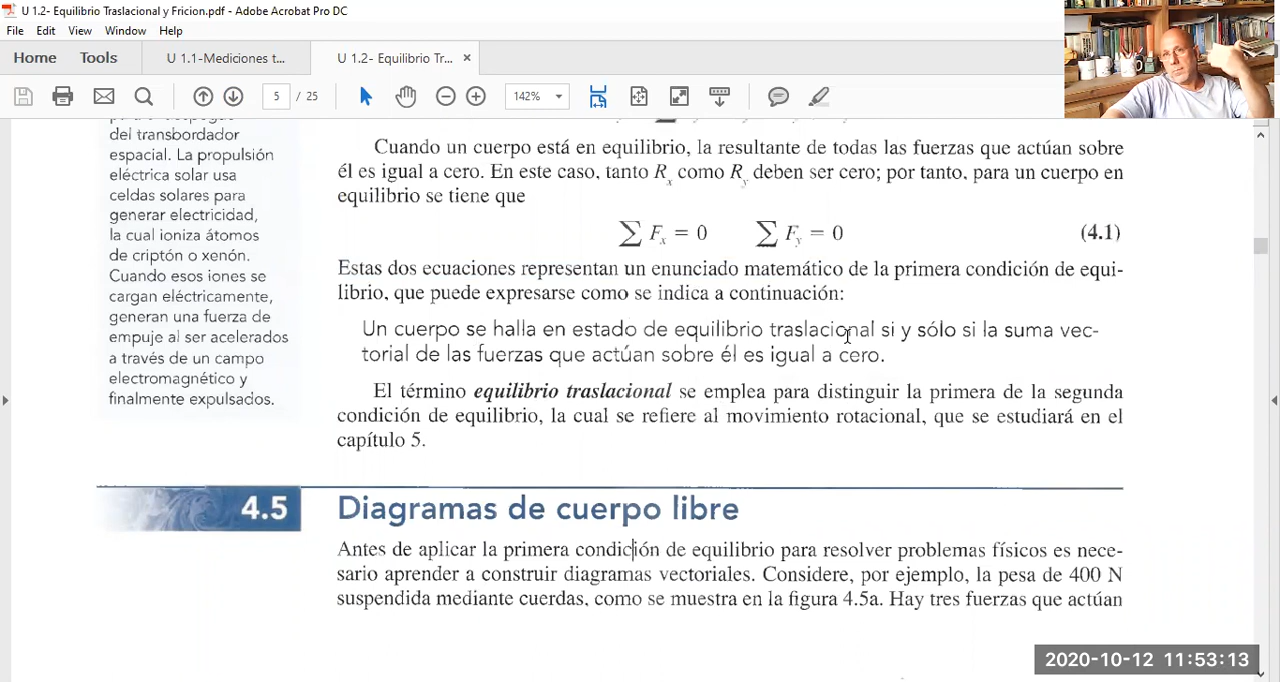 U 1.2- Equilibrio Traslacional y Friccion.pdf - Adobe Acrobat Pro DC
File Edit View Window Help
Home Tools U 1.1-Mediciones t... U 1.2- Equilibrio Tr... ×
5 / 25 142%
del transbordador
espacial. La propulsión
eléctrica solar usa
celdas solares para
generar electricidad,
la cual ioniza átomos
de criptón o xenón.
Cuando esos iones se
cargan eléctricamente,
generan una fuerza de
empuje al ser acelerados
a través de un campo
electromagnético y
finalmente expulsados.
Cuando un cuerpo está en equilibrio, la resultante de todas las fuerzas que actúan sobre
él es igual a cero. En este caso, tanto Rx como Ry deben ser cero; por tanto, para un cuerpo en
equilibrio se tiene que
∑ Fx = 0 ∑ Fy = 0 (4.1)
Estas dos ecuaciones representan un enunciado matemático de la primera condición de equi-
librio, que puede expresarse como se indica a continuación:
Un cuerpo se halla en estado de equilibrio traslacional si y sólo si la suma vec-
torial de las fuerzas que actúan sobre él es igual a cero.
El término equilibrio traslacional se emplea para distinguir la primera de la segunda
condición de equilibrio, la cual se refiere al movimiento rotacional, que se estudiará en el
capítulo 5.
4.5 Diagramas de cuerpo libre
Antes de aplicar la primera condición de equilibrio para resolver problemas físicos es nece-
sario aprender a construir diagramas vectoriales. Considere, por ejemplo, la pesa de 400 N
suspendida mediante cuerdas, como se muestra en la figura 4.5a. Hay tres fuerzas que actúan
2020-10-12 11:53:13